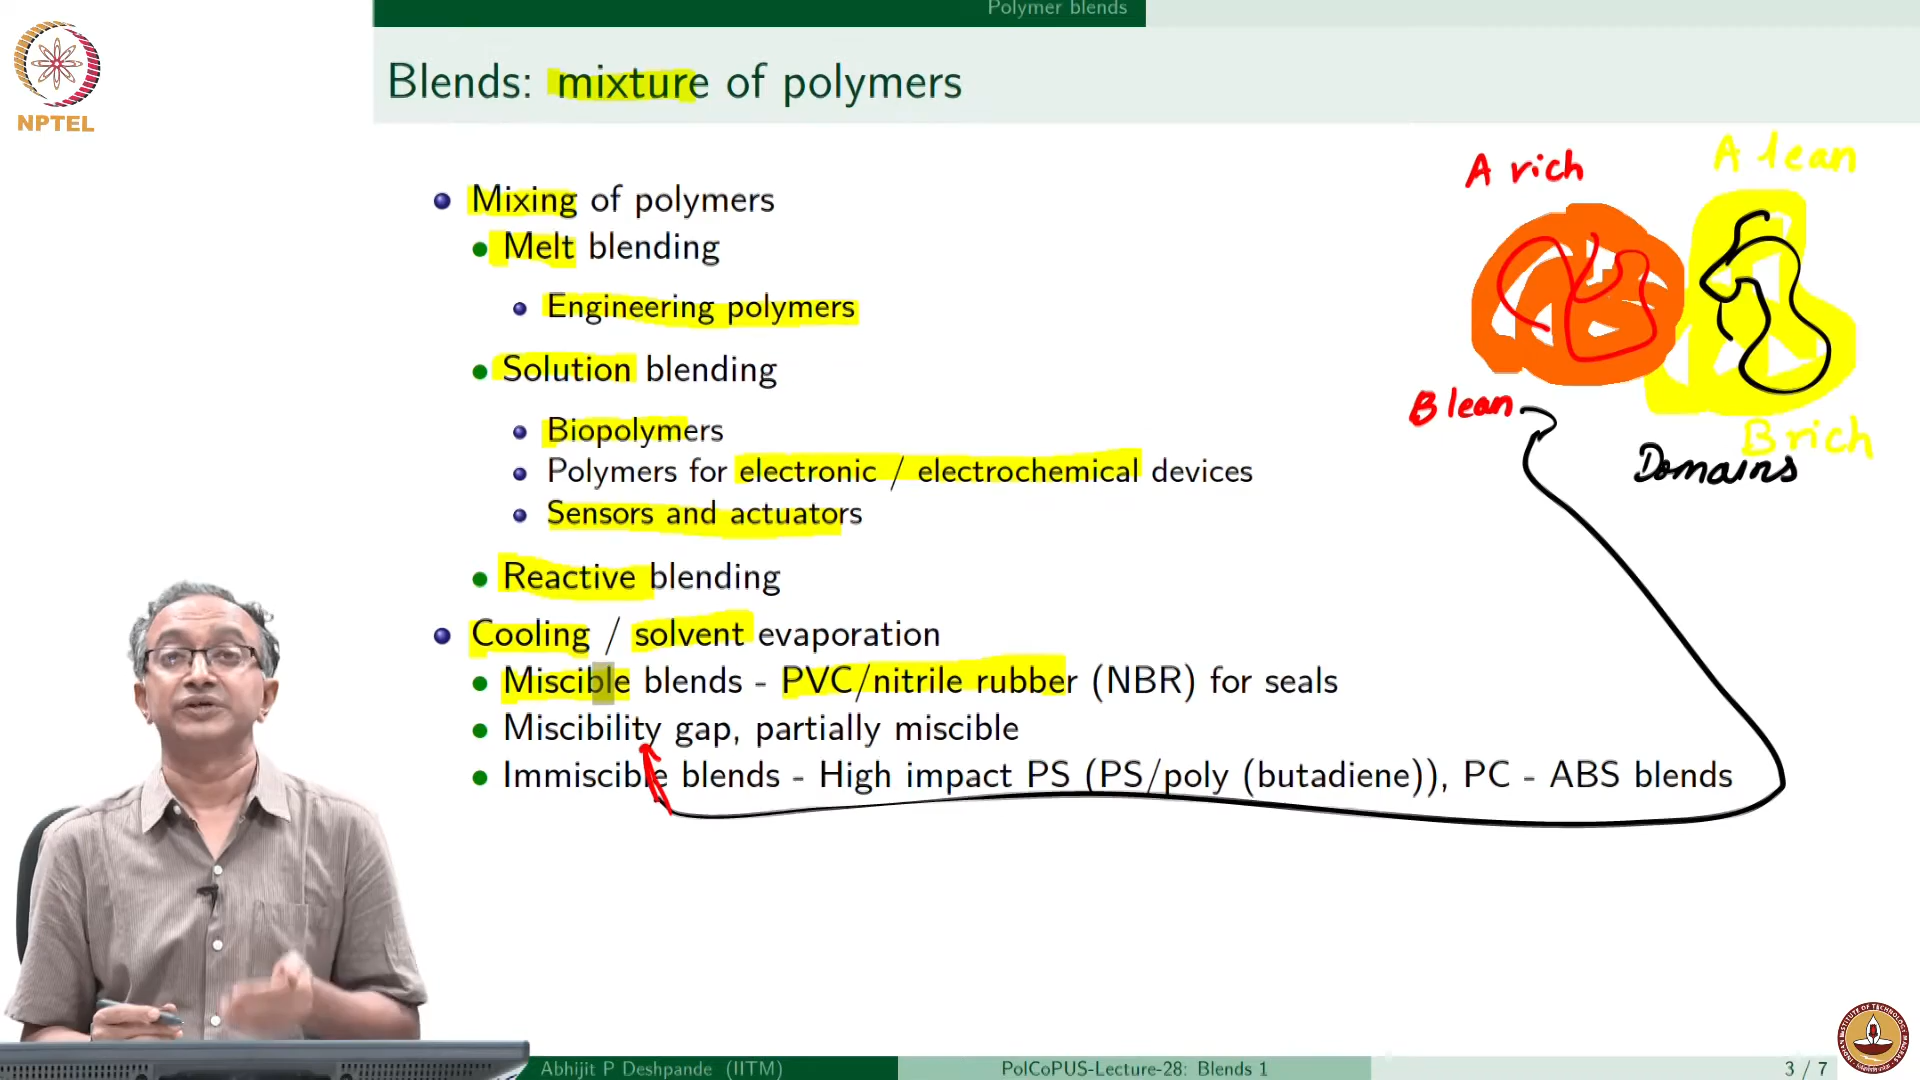 Polymer blends
NPTEL
Blends: mixture of polymers
Mixing of polymers
Melt blending
Engineering polymers
Solution blending
Biopolymers
Polymers for electronic / electrochemical devices
Sensors and actuators
Reactive blending
Cooling / solvent evaporation
Miscible blends - PVC/nitrile rubber (NBR) for seals
Miscibility gap, partially miscible
Immiscible blends - High impact PS (PS/poly (butadiene)), PC - ABS blends
A rich
A lean
B lean
B rich
Domains
Abhijit P Deshpande (IITM)
PolCoPUS-Lecture-28: Blends 1
3 / 7